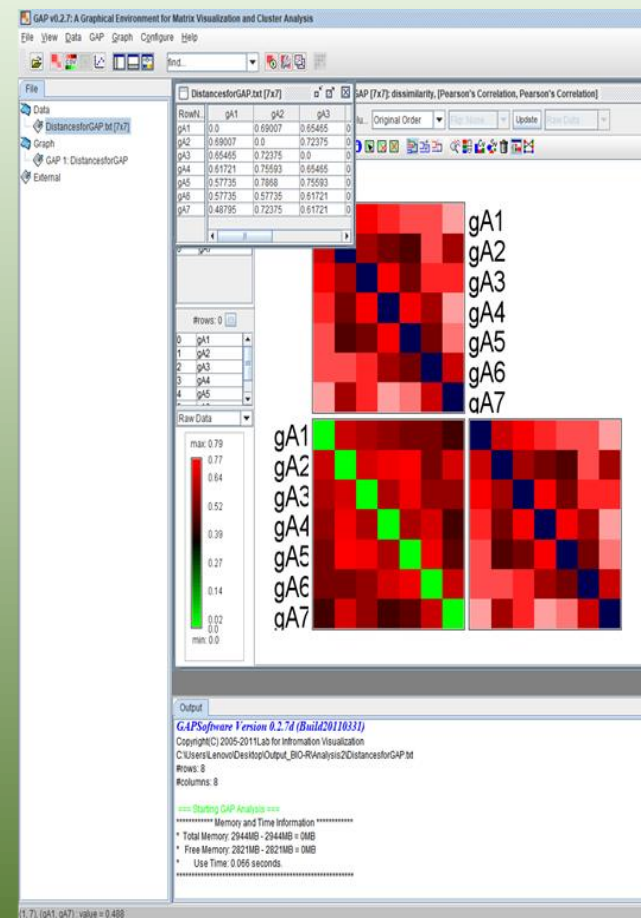 GAP v0.2.7: A Graphical Environment for Matrix Visualization and Cluster Analysis
File View Data GAP Graph Configure Help
find...
File
Data
DistancesforGAP.txt [7x7]
Graph
GAP 1: DistancesforGAP
External
DistancesforGAP.txt [7x7]
GAP [7x7]: dissimilarity, [Pearson's Correlation, Pearson's Correlation]
Original Order
Update
Raw Data
RowN... gA1 gA2 gA3
gA1 0.0 0.69007 0.65465 0
gA2 0.69007 0.0 0.72375 0
gA3 0.65465 0.72375 0.0 0
gA4 0.61721 0.75593 0.65465 0
gA5 0.57735 0.7868 0.75593 0
gA6 0.57735 0.57735 0.61721 0
gA7 0.48795 0.72375 0.61721 0
gA1
gA2
gA3
gA4
gA5
gA6
gA7
#rows: 0
0 gA1
1 gA2
2 gA3
3 gA4
4 gA5
Raw Data
max: 0.79
0.77
0.64
0.52
0.39
0.27
0.14
0.02
0.0
min: 0.0
gA1
gA2
gA3
gA4
gA5
gA6
gA7
Output
GAPSoftware Version 0.2.7d (Build20110331)
Copyright(C) 2005-2011Lab for Infromation Visualization
C:\Users\Lenovo\Desktop\Output_BIO-R\Analysis2\DistancesforGAP.txt
#rows: 8
#columns: 8
=== Starting GAP Analysis ===
************ Memory and Time Information ************
* Total Memory: 2944MB - 2944MB = 0MB
* Free Memory: 2821MB - 2821MB = 0MB
* Use Time: 0.066 seconds.
(1, 7), (gA1, gA7) : value = 0.488